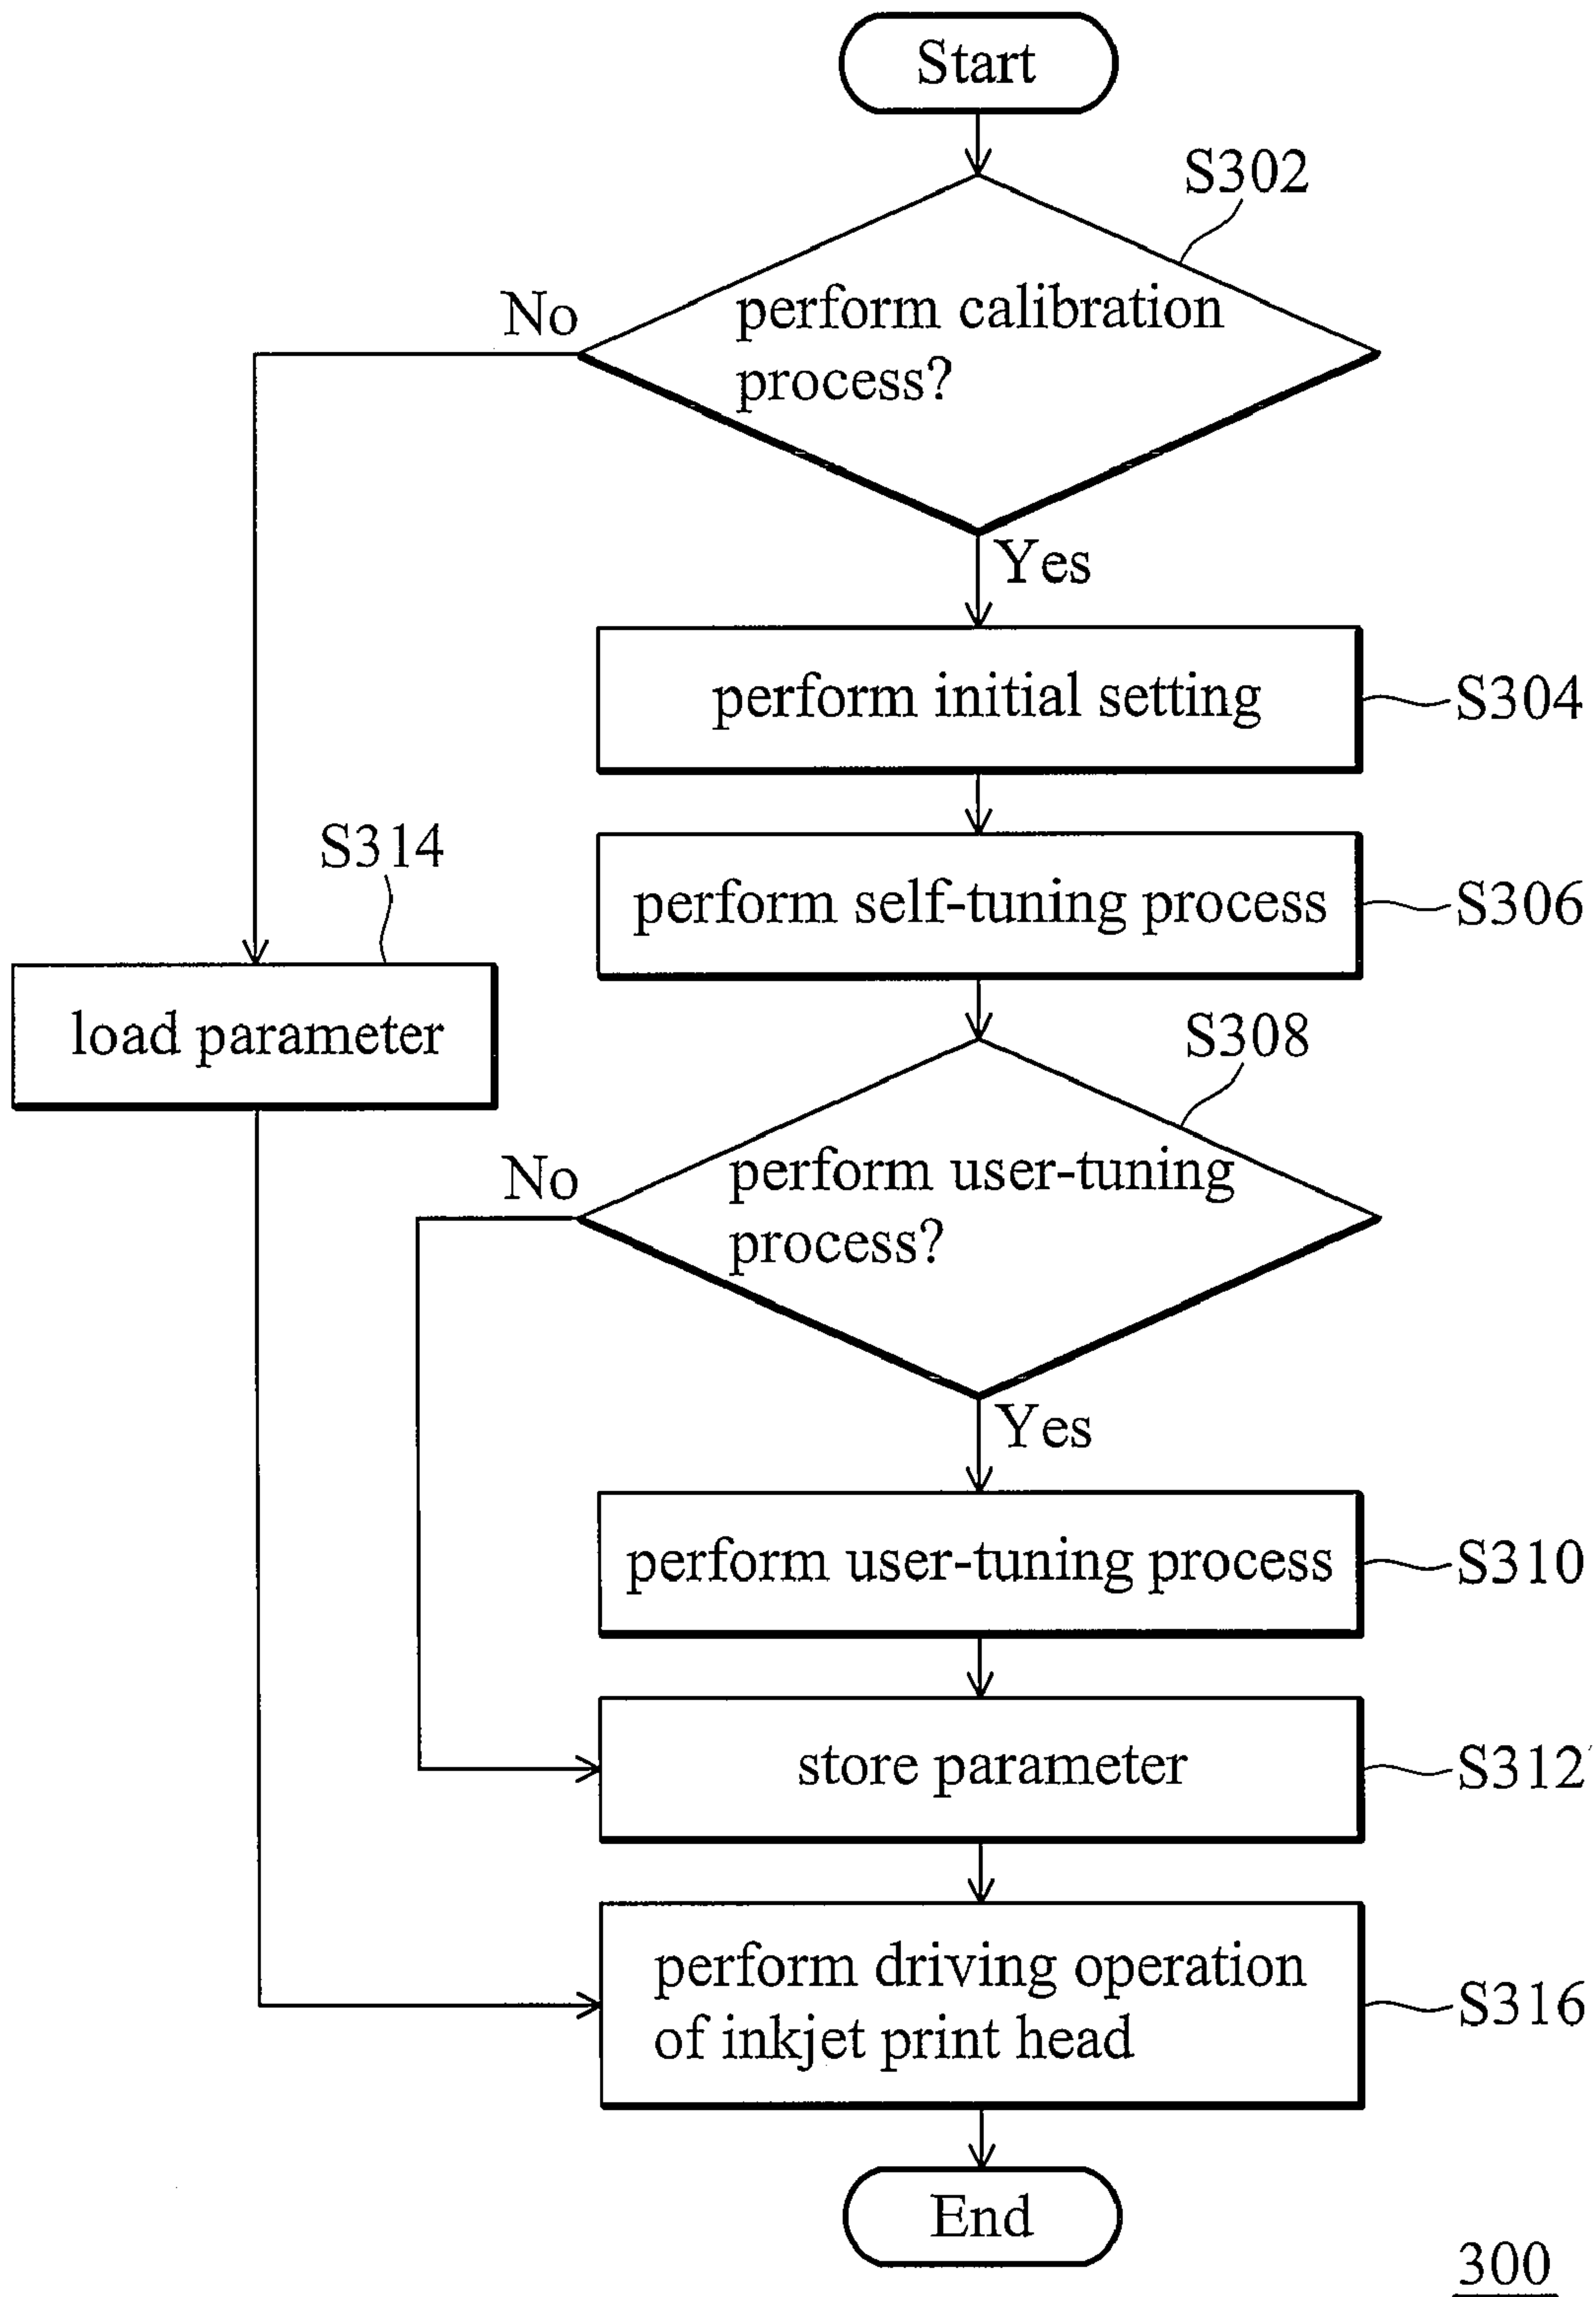 Start
S302
No
perform calibration
process?
Yes
perform initial setting
S304
S314
perform self-tuning process
S306
load parameter
S308
No
perform user-tuning
process?
Yes
perform user-tuning process
S310
store parameter
S312
perform driving operation
of inkjet print head
S316
End
300